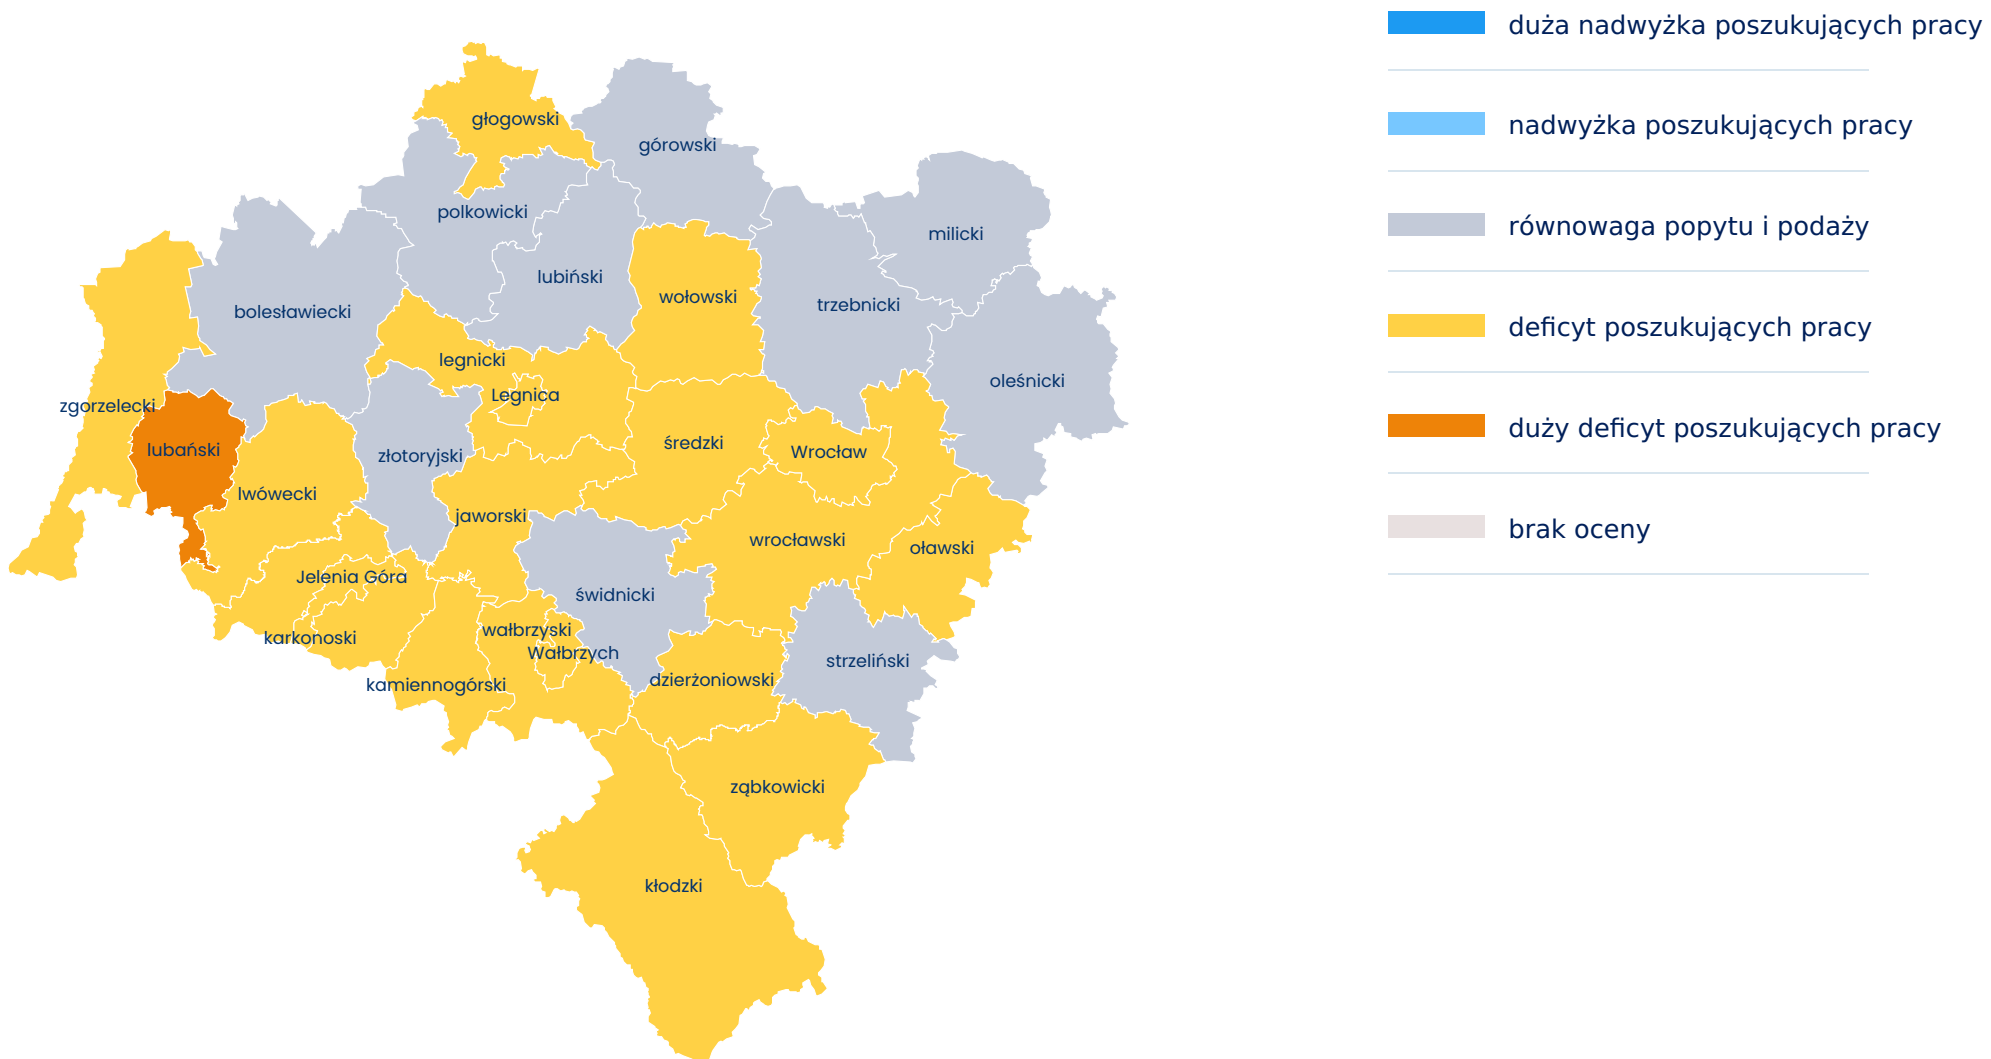 głogowski
górowski
polkowicki
milicki
lubiński
wołowski
trzebnicki
bolesławiecki
legnicki
oleśnicki
Legnica
zgorzelecki
średzki
lubański
Wrocław
złotoryjski
lwówecki
jaworski
wrocławski
oławski
Jelenia Góra
świdnicki
wałbrzyski
karkonoski
Wałbrzych
strzeliński
dzierżoniowski
kamiennogórski
ząbkowicki
kłodzki
duża nadwyżka poszukujących pracy
nadwyżka poszukujących pracy
równowaga popytu i podaży
deficyt poszukujących pracy
duży deficyt poszukujących pracy
brak oceny